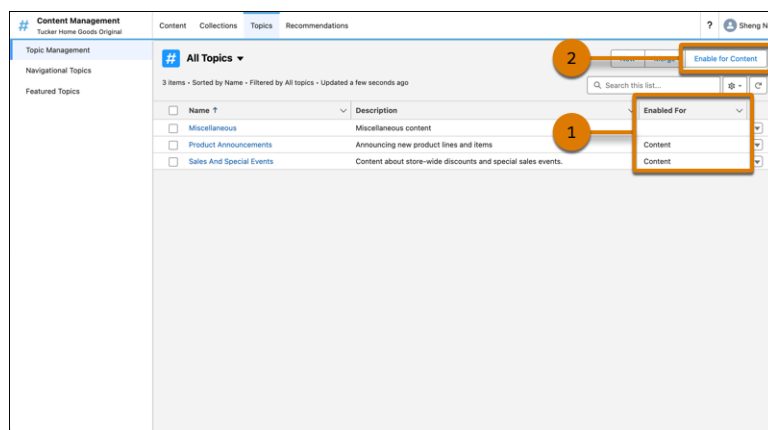 Content Management
Tucker Home Goods Original
Content Collections Topics Recommendations ? Sheng N
Topic Management
Navigational Topics
Featured Topics
# All Topics
2
New Merge Enable for Content
3 items • Sorted by Name • Filtered by All topics • Updated a few seconds ago
Search this list...
Name ↑ Description Enabled For
1
Miscellaneous Miscellaneous content
Product Announcements Announcing new product lines and items Content
Sales And Special Events Content about store-wide discounts and special sales events. Content